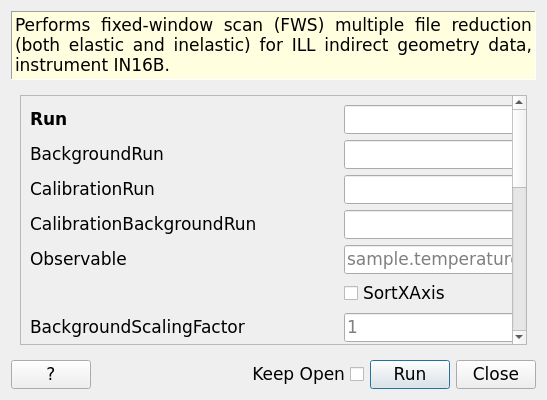 Performs fixed-window scan (FWS) multiple file reduction
(both elastic and inelastic) for ILL indirect geometry data,
instrument IN16B.
Run
BackgroundRun
CalibrationRun
CalibrationBackgroundRun
Observable sample.temperature
SortXAxis
BackgroundScalingFactor 1
? Keep Open Run Close